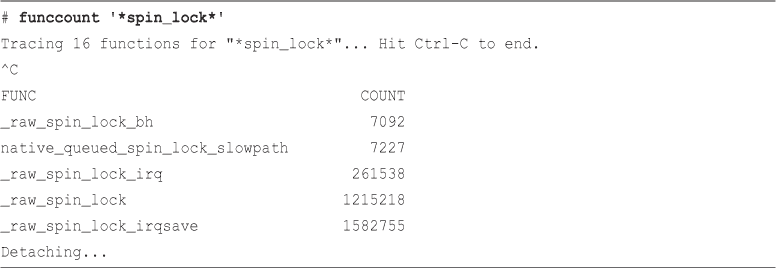 # funccount '*spin_lock*'
Tracing 16 functions for "*spin_lock*"... Hit Ctrl-C to end.
^C
FUNC COUNT
_raw_spin_lock_bh 7092
native_queued_spin_lock_slowpath 7227
_raw_spin_lock_irq 261538
_raw_spin_lock 1215218
_raw_spin_lock_irqsave 1582755
Detaching...